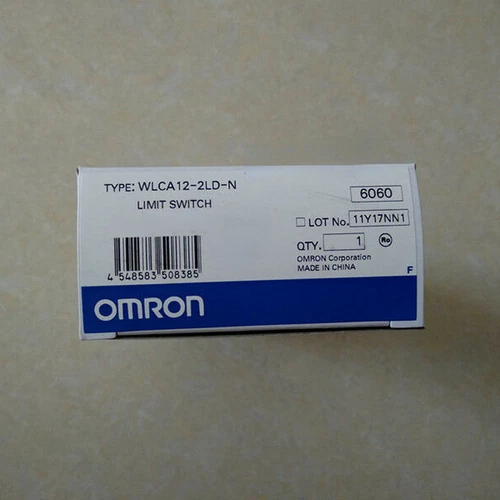 TYPE: WLCA12-2LD-N
LIMIT SWITCH
6060
LOT No. 11Y17NN1
QTY. 1 Ro
OMRON Corporation
MADE IN CHINA
4 548583 508385
F
OMRON